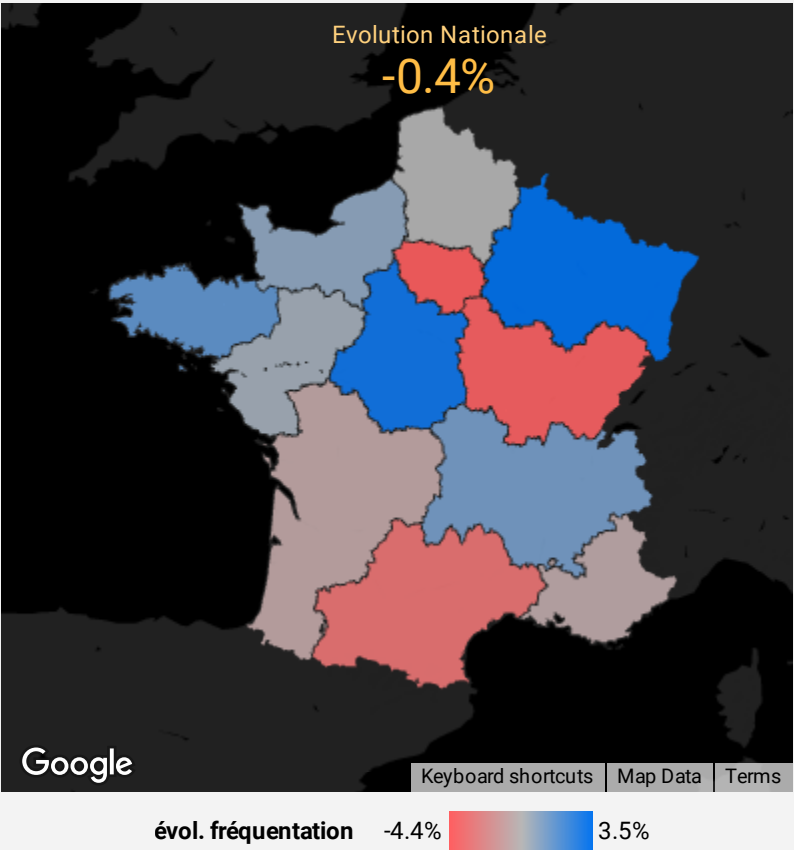 Evolution Nationale
-0.4%
Google
Keyboard shortcuts Map Data Terms
évol. fréquentation -4.4% 3.5%